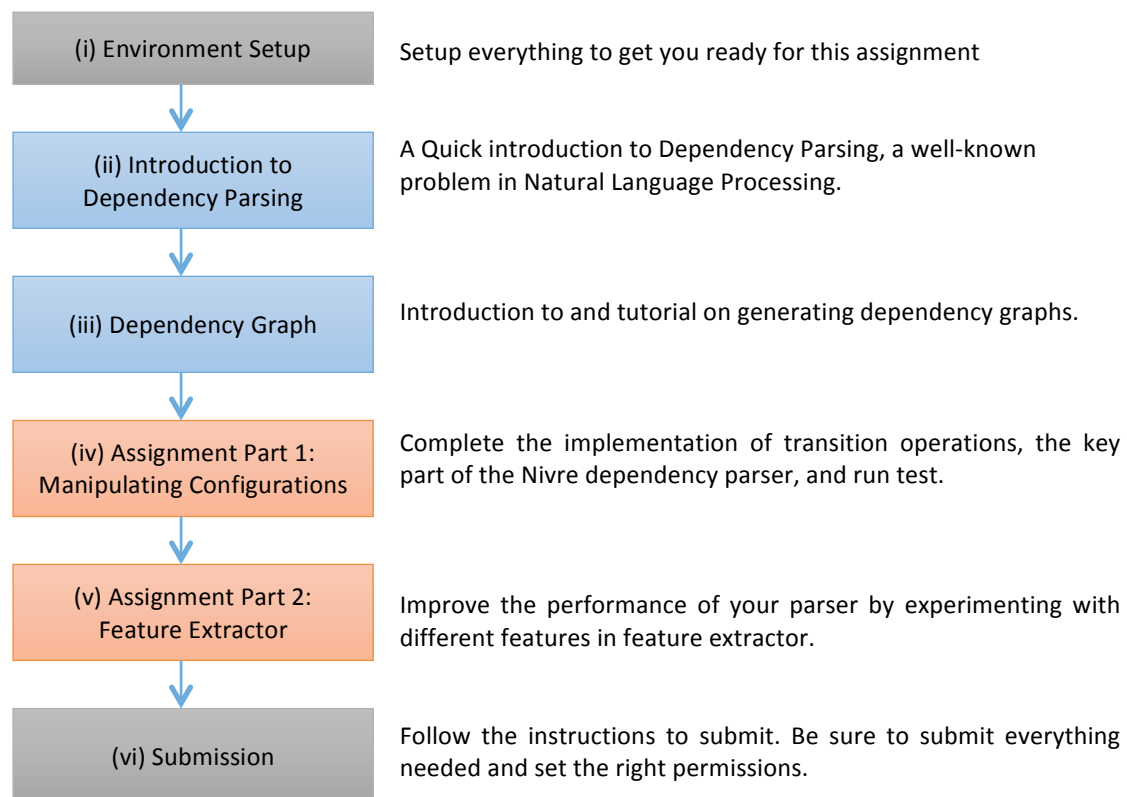 (i) Environment Setup
Setup everything to get you ready for this assignment
(ii) Introduction to
Dependency Parsing
A Quick introduction to Dependency Parsing, a well-known
problem in Natural Language Processing.
(iii) Dependency Graph
Introduction to and tutorial on generating dependency graphs.
(iv) Assignment Part 1:
Manipulating Configurations
Complete the implementation of transition operations, the key
part of the Nivre dependency parser, and run test.
(v) Assignment Part 2:
Feature Extractor
Improve the performance of your parser by experimenting with
different features in feature extractor.
(vi) Submission
Follow the instructions to submit. Be sure to submit everything
needed and set the right permissions.